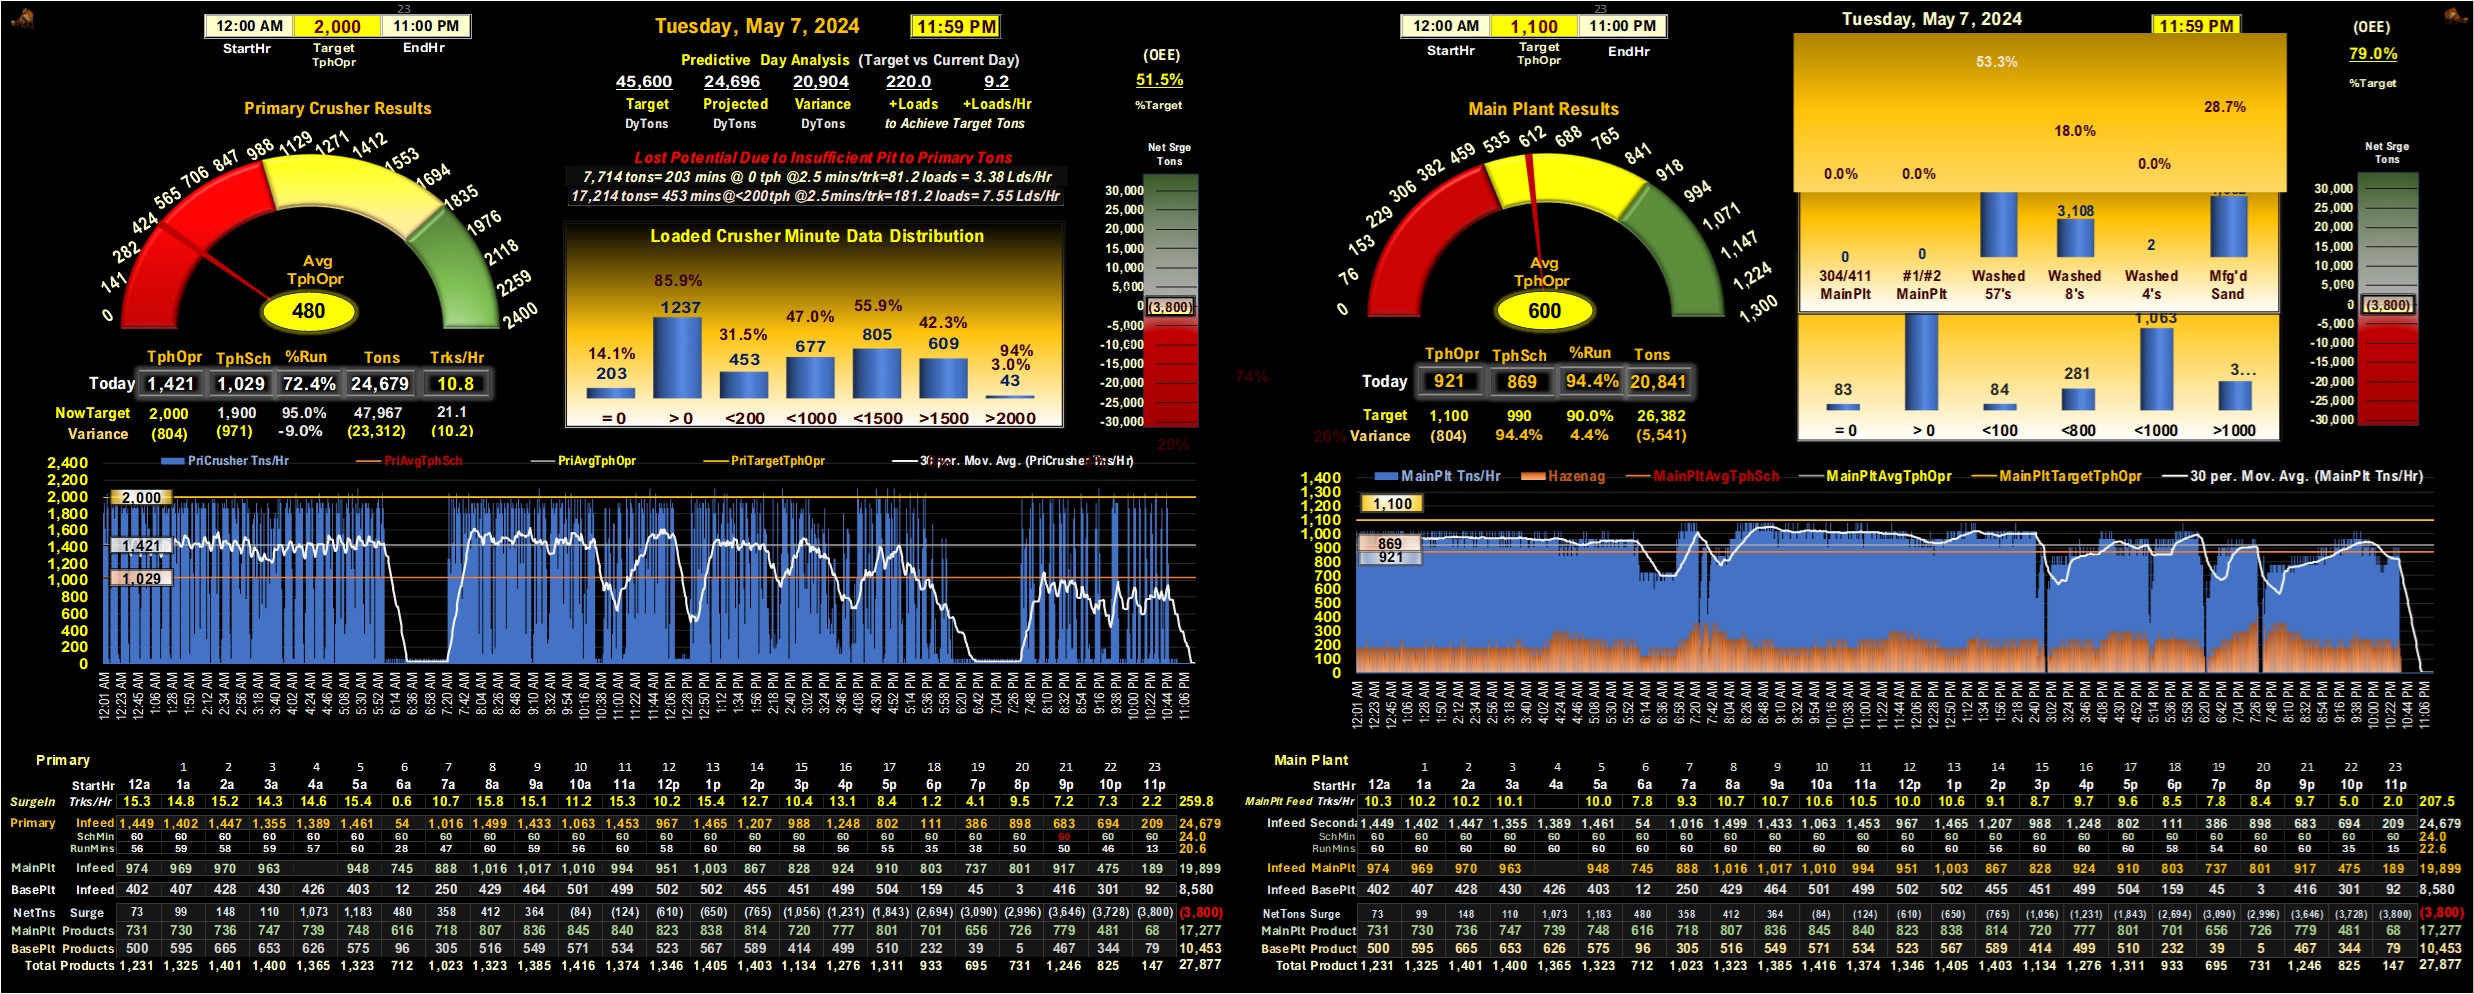 23
12:00 AM 2,000 11:00 PM
StartHr Target TphOpr EndHr
Tuesday, May 7, 2024 11:59 PM
Predictive Day Analysis (Target vs Current Day)
45,600 24,696 20,904 220.0 9.2
Target Projected Variance +Loads +Loads/Hr
DyTons DyTons DyTons to Achieve Target Tons
(OEE)
51.5%
%Target
Primary Crusher Results
0 141 282 424 565 706 847 988 1129 1271 1412 1553 1694 1835 1976 2118 2259 2400
Avg
TphOpr
480
Lost Potential Due to Insufficient Pit to Primary Tons
7,714 tons= 203 mins @ 0 tph @2.5 mins/trk=81.2 loads = 3.38 Lds/Hr
17,214 tons= 453 mins@<200tph @2.5mins/trk=181.2 loads= 7.55 Lds/Hr
Loaded Crusher Minute Data Distribution
14.1% 85.9% 31.5% 47.0% 55.9% 42.3% 94% 3.0%
203 1237 453 677 805 609 43
= 0 > 0 <200 <1000 <1500 >1500 >2000
Net Srge
Tons
30,000
25,000
20,000
15,000
10,000
5,000
0 (3,800)
-5,000
-10,000
-15,000
-20,000
-25,000
-30,000
74%
20%
TphOpr TphSch %Run Tons Trks/Hr
Today 1,421 1,029 72.4% 24,679 10.8
NowTarget 2,000 1,900 95.0% 47,967 21.1
Variance (804) (971) -9.0% (23,312) (10.2)
PriCrusher Tns/Hr PriAvgTphSch PriAvgTphOpr PriTargetTphOpr 30 per. Mov. Avg. (PriCrusher Tns/Hr)
2,400
2,200
2,000 2,000
1,800
1,600
1,400 1,421
1,200
1,000 1,029
800
600
400
200
0
12:01 AM 12:23 AM 12:45 AM 1:06 AM 1:28 AM 1:50 AM 2:12 AM 2:34 AM 2:56 AM 3:18 AM 3:40 AM 4:02 AM 4:24 AM 4:46 AM 5:08 AM 5:30 AM 5:52 AM 6:14 AM 6:36 AM 6:58 AM 7:20 AM 7:42 AM 8:04 AM 8:26 AM 8:48 AM 9:10 AM 9:32 AM 9:54 AM 10:16 AM 10:38 AM 11:00 AM 11:22 AM 11:44 AM 12:06 PM 12:28 PM 12:50 PM 1:12 PM 1:34 PM 1:56 PM 2:18 PM 2:40 PM 3:02 PM 3:24 PM 3:46 PM 4:08 PM 4:30 PM 4:52 PM 5:14 PM 5:36 PM 5:58 PM 6:20 PM 6:42 PM 7:04 PM 7:26 PM 7:48 PM 8:10 PM 8:32 PM 8:54 PM 9:16 PM 9:38 PM 10:00 PM 10:22 PM 10:44 PM 11:06 PM
Primary
1 2 3 4 5 6 7 8 9 10 11 12 13 14 15 16 17 18 19 20 21 22 23
StartHr 12a 1a 2a 3a 4a 5a 6a 7a 8a 9a 10a 11a 12p 1p 2p 3p 4p 5p 6p 7p 8p 9p 10p 11p
SurgeIn Trks/Hr 15.3 14.8 15.2 14.3 14.6 15.4 0.6 10.7 15.8 15.1 11.2 15.3 10.2 15.4 12.7 10.4 13.1 8.4 1.2 4.1 9.5 7.2 7.3 2.2 259.8
Primary Infeed 1,449 1,402 1,447 1,355 1,389 1,461 54 1,016 1,499 1,433 1,063 1,453 967 1,465 1,207 988 1,248 802 111 386 898 683 694 209 24,679
SchMin 60 60 60 60 60 60 60 60 60 60 60 60 60 60 60 60 60 60 60 60 60 60 60 60 24.0
RunMins 56 59 58 59 57 60 28 47 60 59 56 60 58 60 60 58 56 55 35 38 50 50 46 13 20.6
MainPlt Infeed 974 969 970 963 948 745 888 1,016 1,017 1,010 994 951 1,003 867 828 924 910 803 737 801 917 475 189 19,899
BasePlt Infeed 402 407 428 430 426 403 12 250 429 464 501 499 502 502 455 451 499 504 159 45 3 416 301 92 8,580
NetTns Surge 73 99 148 110 1,073 1,183 480 358 412 364 (84) (124) (610) (650) (765) (1,056) (1,231) (1,843) (2,694) (3,090) (2,996) (3,646) (3,728) (3,800) (3,800)
MainPlt Products 731 730 736 747 739 748 616 718 807 836 845 840 823 838 814 720 777 801 701 656 726 779 481 68 17,277
BasePlt Products 500 595 665 653 626 575 96 305 516 549 571 534 523 567 589 414 499 510 232 39 5 467 344 79 10,453
Total Products 1,231 1,325 1,401 1,400 1,365 1,323 712 1,023 1,323 1,385 1,416 1,374 1,346 1,405 1,403 1,134 1,276 1,311 933 695 731 1,246 825 147 27,877
23
12:00 AM 1,100 11:00 PM
StartHr Target TphOpr EndHr
Tuesday, May 7, 2024 11:59 PM
(OEE)
79.0%
%Target
Main Plant Results
0 76 153 229 306 382 459 535 612 688 765 841 918 994 1,071 1,147 1,224 1,300
Avg
TphOpr
600
0.0% 0.0% 53.3% 18.0% 0.0% 28.7%
0 0 3,108 2
304/411 MainPlt #1/#2 MainPlt Washed 57's Washed 8's Washed 4's Mfg'd Sand
83 84 281 1,063 3...
= 0 > 0 <100 <800 <1000 >1000
Net Srge
Tons
30,000
25,000
20,000
15,000
10,000
5,000
0 (3,800)
-5,000
-10,000
-15,000
-20,000
-25,000
-30,000
TphOpr TphSch %Run Tons
Today 921 869 94.4% 20,841
Target 1,100 990 90.0% 26,382
26% Variance (804) 94.4% 4.4% (5,541)
MainPlt Tns/Hr Hazenag MainPltAvgTphSch MainPltAvgTphOpr MainPltTargetTphOpr 30 per. Mov. Avg. (MainPlt Tns/Hr)
1,400
1,300
1,200 1,100
1,100
1,000
900 869
800 921
700
600
500
400
300
200
100
0
12:01 AM 12:23 AM 12:45 AM 1:06 AM 1:28 AM 1:50 AM 2:12 AM 2:34 AM 2:56 AM 3:18 AM 3:40 AM 4:02 AM 4:24 AM 4:46 AM 5:08 AM 5:30 AM 5:52 AM 6:14 AM 6:36 AM 6:58 AM 7:20 AM 7:42 AM 8:04 AM 8:26 AM 8:48 AM 9:10 AM 9:32 AM 9:54 AM 10:16 AM 10:38 AM 11:00 AM 11:22 AM 11:44 AM 12:06 PM 12:28 PM 12:50 PM 1:12 PM 1:34 PM 1:56 PM 2:18 PM 2:40 PM 3:02 PM 3:24 PM 3:46 PM 4:08 PM 4:30 PM 4:52 PM 5:14 PM 5:36 PM 5:58 PM 6:20 PM 6:42 PM 7:04 PM 7:26 PM 7:48 PM 8:10 PM 8:32 PM 8:54 PM 9:16 PM 9:38 PM 10:00 PM 10:22 PM 10:44 PM 11:06 PM
Main Plant
1 2 3 4 5 6 7 8 9 10 11 12 13 14 15 16 17 18 19 20 21 22 23
StartHr 12a 1a 2a 3a 4a 5a 6a 7a 8a 9a 10a 11a 12p 1p 2p 3p 4p 5p 6p 7p 8p 9p 10p 11p
MainPlt Feed Trks/Hr 10.3 10.2 10.2 10.1 10.0 7.8 9.3 10.7 10.7 10.6 10.5 10.0 10.6 9.1 8.7 9.7 9.6 8.5 7.8 8.4 9.7 5.0 2.0 207.5
Infeed Seconda 1,449 1,402 1,447 1,355 1,389 1,461 54 1,016 1,499 1,433 1,063 1,453 967 1,465 1,207 988 1,248 802 111 386 898 683 694 209 24,679
SchMin 60 60 60 60 60 60 60 60 60 60 60 60 60 60 60 60 60 60 60 60 60 60 60 60 24.0
RunMins 60 60 60 60 60 60 60 60 60 60 60 60 60 60 56 60 60 60 58 54 60 60 35 15 22.6
Infeed MainPlt 974 969 970 963 948 745 888 1,016 1,017 1,010 994 951 1,003 867 828 924 910 803 737 801 917 475 189 19,899
Infeed BasePlt 402 407 428 430 426 403 12 250 429 464 501 499 502 502 455 451 499 504 159 45 3 416 301 92 8,580
NetTons Surge 73 99 148 110 1,073 1,183 480 358 412 364 (84) (124) (610) (650) (765) (1,056) (1,231) (1,843) (2,694) (3,090) (2,996) (3,646) (3,728) (3,800) (3,800)
MainPlt Product 731 730 736 747 739 748 616 718 807 836 845 840 823 838 814 720 777 801 701 656 726 779 481 68 17,277
BasePlt Product 500 595 665 653 626 575 96 305 516 549 571 534 523 567 589 414 499 510 232 39 5 467 344 79 10,453
Total Product 1,231 1,325 1,401 1,400 1,365 1,323 712 1,023 1,323 1,385 1,416 1,374 1,346 1,405 1,403 1,134 1,276 1,311 933 695 731 1,246 825 147 27,877